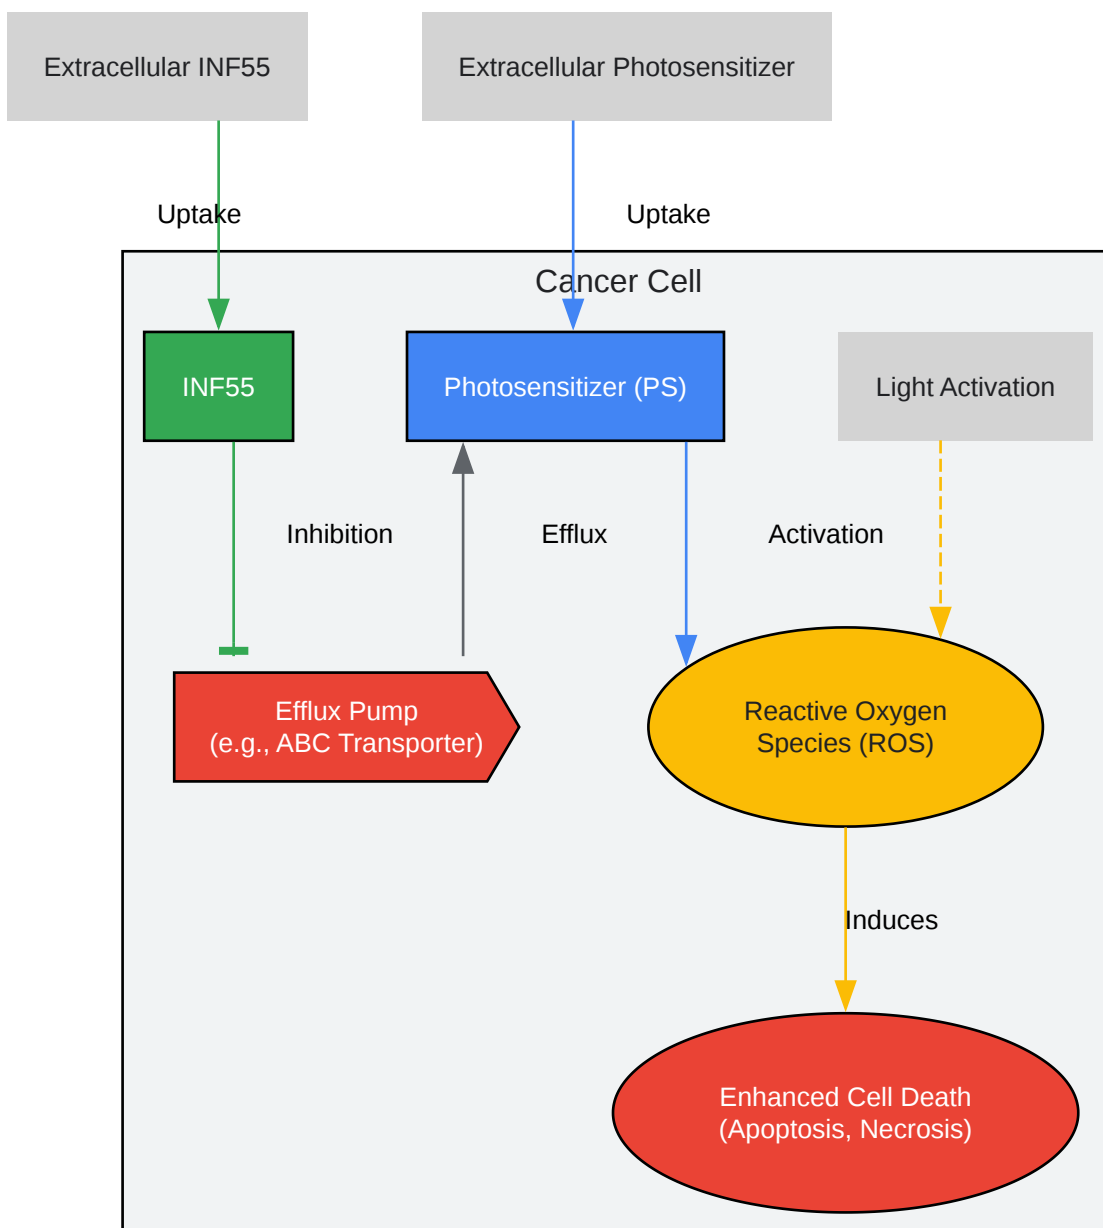 Extracellular INF55
Extracellular Photosensitizer
Uptake
Uptake
Cancer Cell
INF55
Photosensitizer (PS)
Light Activation
Inhibition
Efflux
Activation
Efflux Pump
(e.g., ABC Transporter)
Reactive Oxygen
Species (ROS)
Induces
Enhanced Cell Death
(Apoptosis, Necrosis)